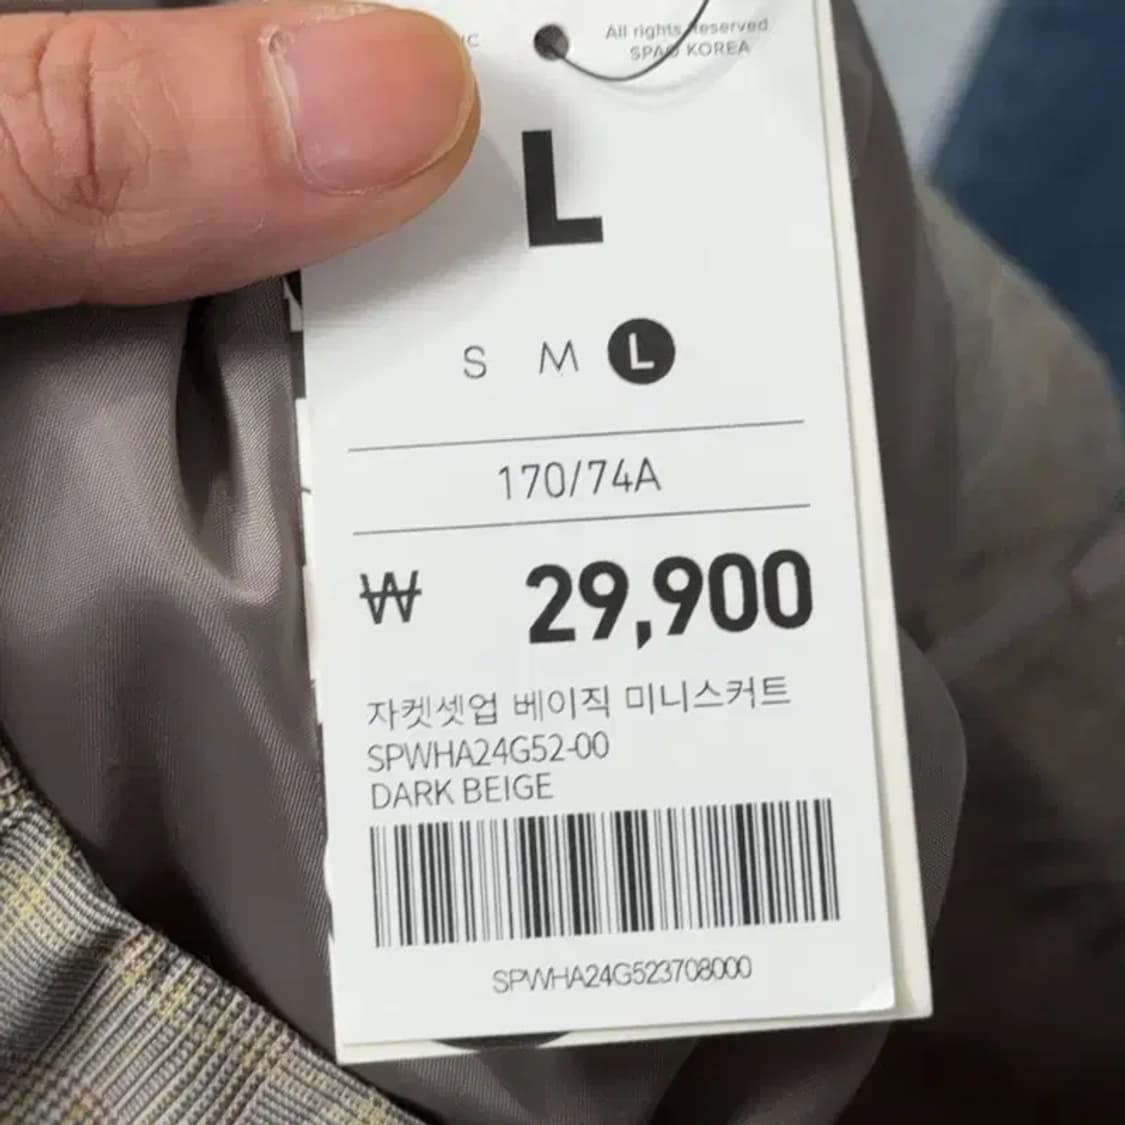 All rights reserved
SPAO KOREA
L
S M L
170/74A
₩ 29,900
자켓셋업 베이직 미니스커트
SPWHA24G52-00
DARK BEIGE
SPWHA24G523708000